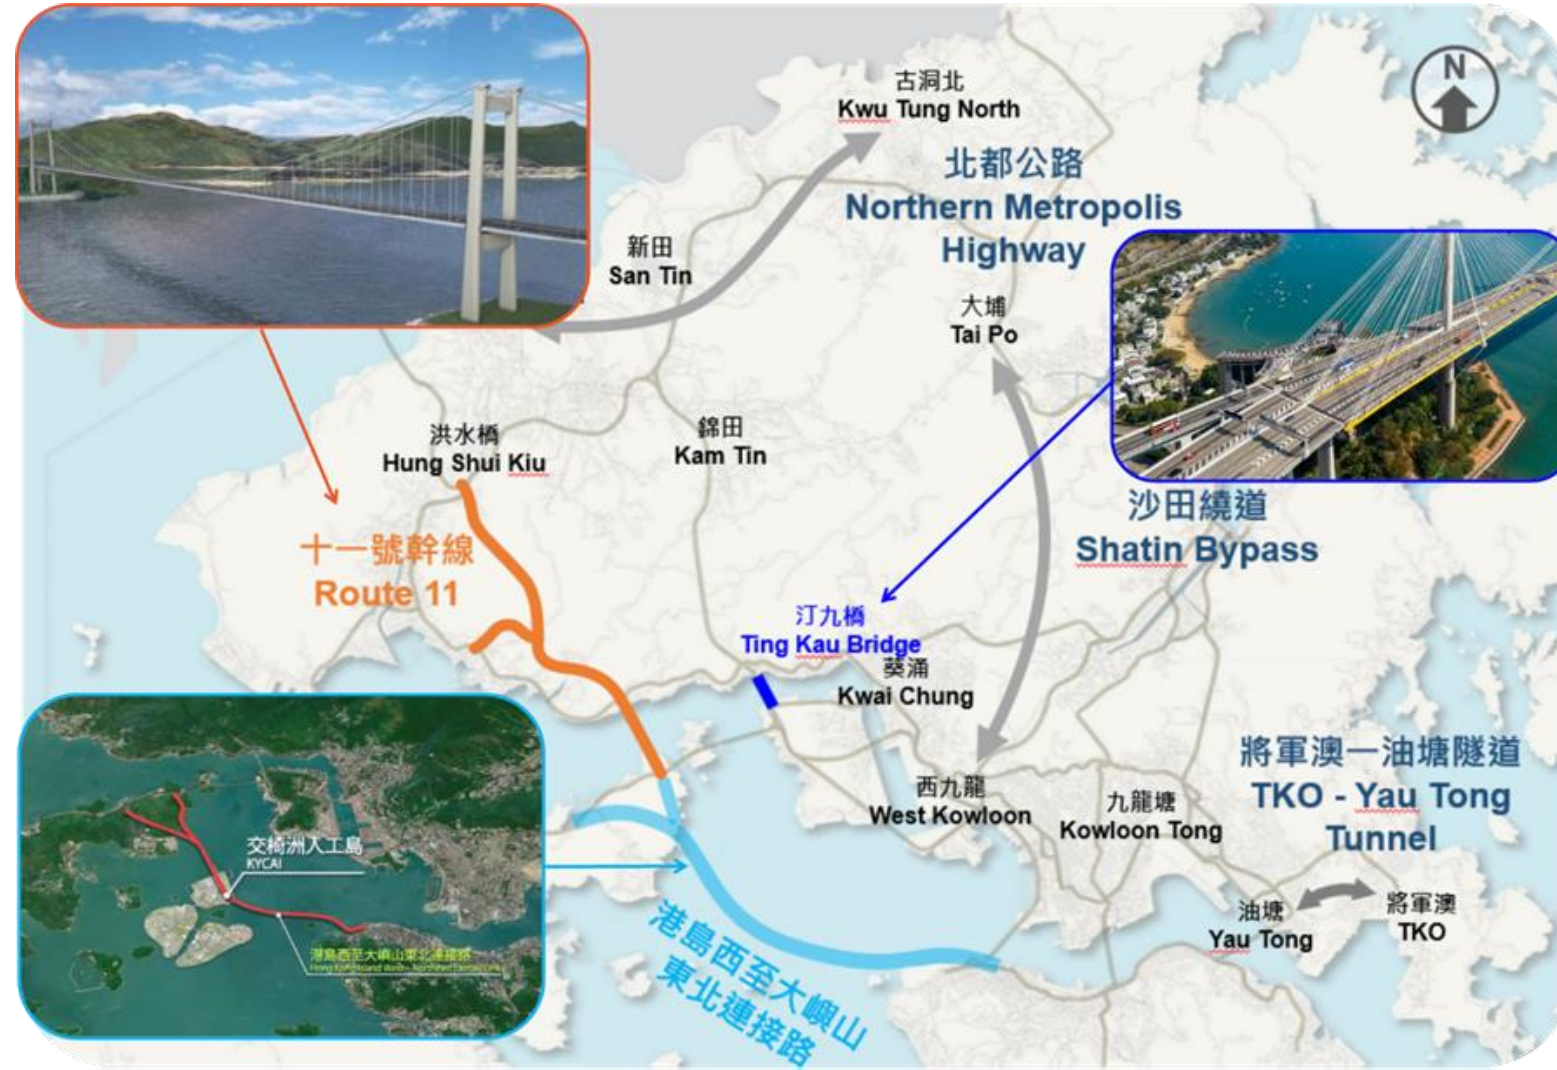 N
古洞北
Kwu Tung North
北都公路
Northern Metropolis
Highway
新田
San Tin
大埔
Tai Po
洪水橋
Hung Shui Kiu
錦田
Kam Tin
沙田繞道
Shatin Bypass
十一號幹線
Route 11
汀九橋
Ting Kau Bridge
葵涌
Kwai Chung
西九龍
West Kowloon
九龍塘
Kowloon Tong
將軍澳一油塘隧道
TKO - Yau Tong
Tunnel
油塘
Yau Tong
將軍澳
TKO
交椅洲人工島
KYCAI
港島西至大嶼山東北連接路
港島西至大嶼山
東北連接路